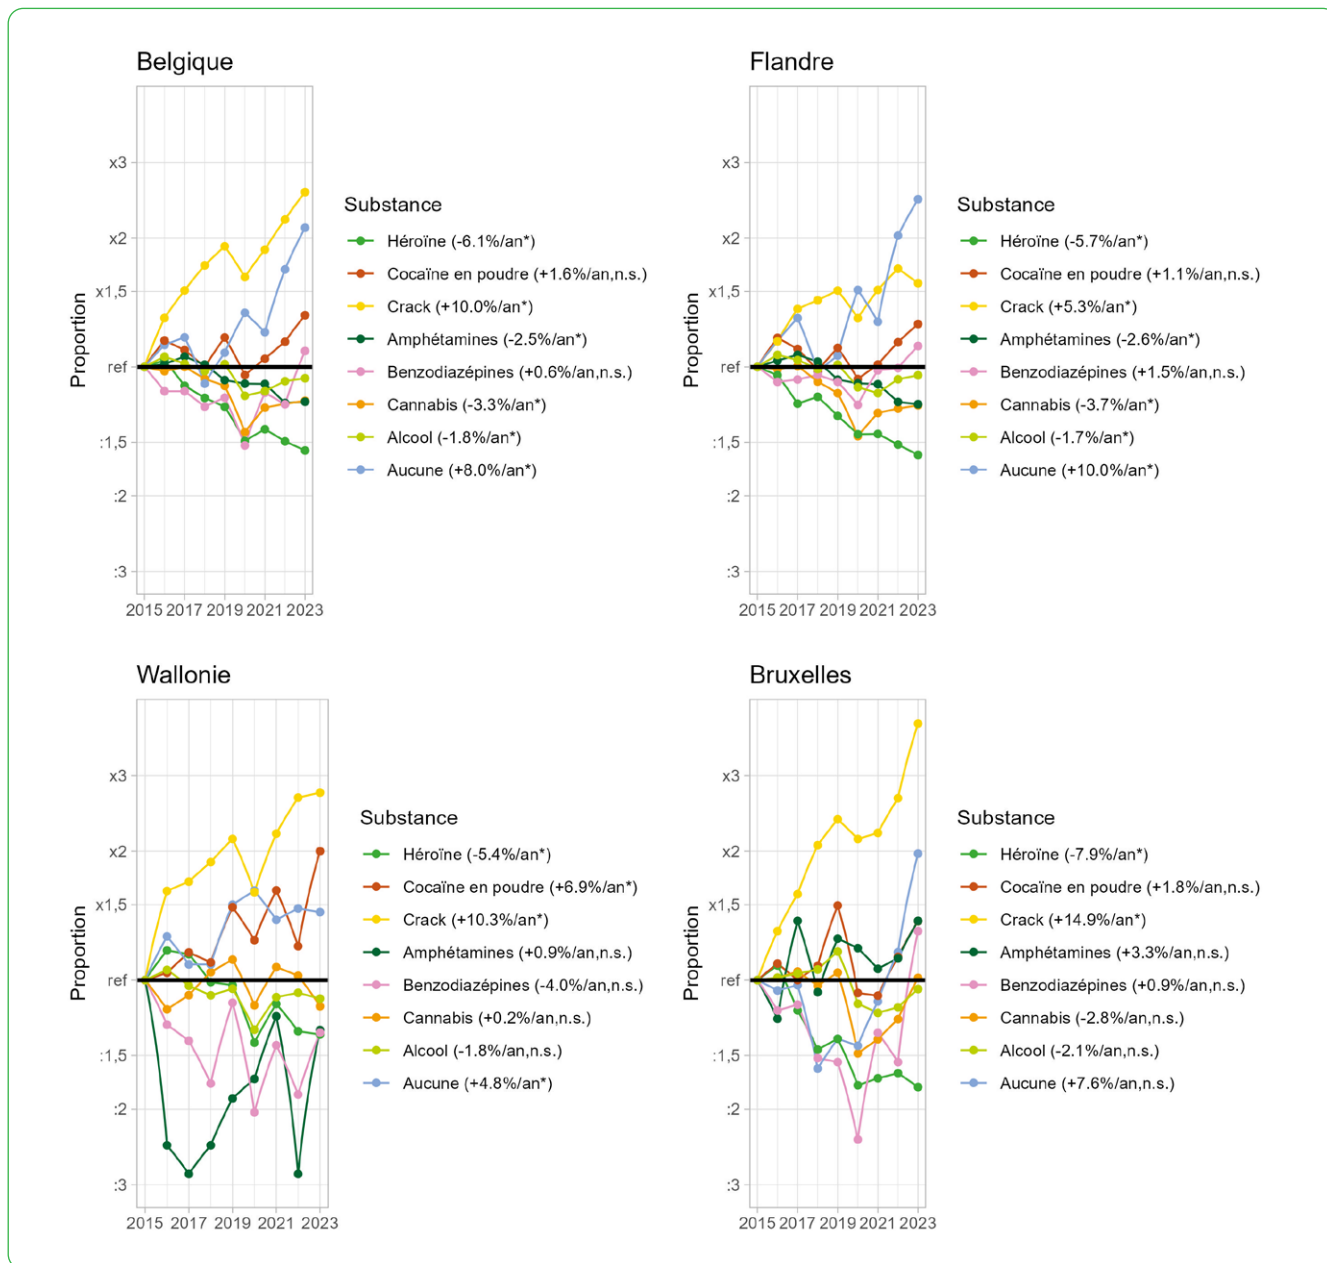 Belgique
Proportion
x3
x2
x1,5
ref
:1,5
:2
:3
2015 2017 2019 2021 2023
Substance
Héroïne (-6.1%/an*)
Cocaïne en poudre (+1.6%/an,n.s.)
Crack (+10.0%/an*)
Amphétamines (-2.5%/an*)
Benzodiazépines (+0.6%/an,n.s.)
Cannabis (-3.3%/an*)
Alcool (-1.8%/an*)
Aucune (+8.0%/an*)
Flandre
Proportion
x3
x2
x1,5
ref
:1,5
:2
:3
2015 2017 2019 2021 2023
Substance
Héroïne (-5.7%/an*)
Cocaïne en poudre (+1.1%/an,n.s.)
Crack (+5.3%/an*)
Amphétamines (-2.6%/an*)
Benzodiazépines (+1.5%/an,n.s.)
Cannabis (-3.7%/an*)
Alcool (-1.7%/an*)
Aucune (+10.0%/an*)
Wallonie
Proportion
x3
x2
x1,5
ref
:1,5
:2
:3
2015 2017 2019 2021 2023
Substance
Héroïne (-5.4%/an*)
Cocaïne en poudre (+6.9%/an*)
Crack (+10.3%/an*)
Amphétamines (+0.9%/an,n.s.)
Benzodiazépines (-4.0%/an,n.s.)
Cannabis (+0.2%/an,n.s.)
Alcool (-1.8%/an,n.s.)
Aucune (+4.8%/an*)
Bruxelles
Proportion
x3
x2
x1,5
ref
:1,5
:2
:3
2015 2017 2019 2021 2023
Substance
Héroïne (-7.9%/an*)
Cocaïne en poudre (+1.8%/an,n.s.)
Crack (+14.9%/an*)
Amphétamines (+3.3%/an,n.s.)
Benzodiazépines (+0.9%/an,n.s.)
Cannabis (-2.8%/an,n.s.)
Alcool (-2.1%/an,n.s.)
Aucune (+7.6%/an,n.s.)